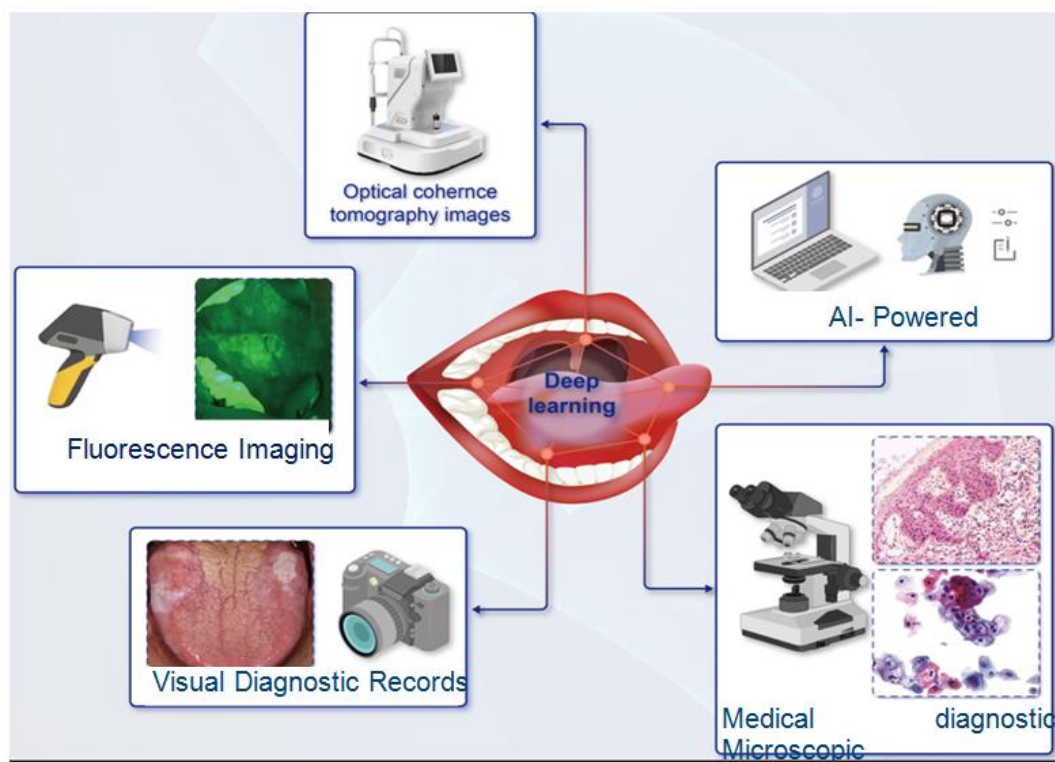 Optical cohernce
tomography images
AI- Powered
Deep
learning
Fluorescence Imaging
Visual Diagnostic Records
Medical diagnostic
Microscopic